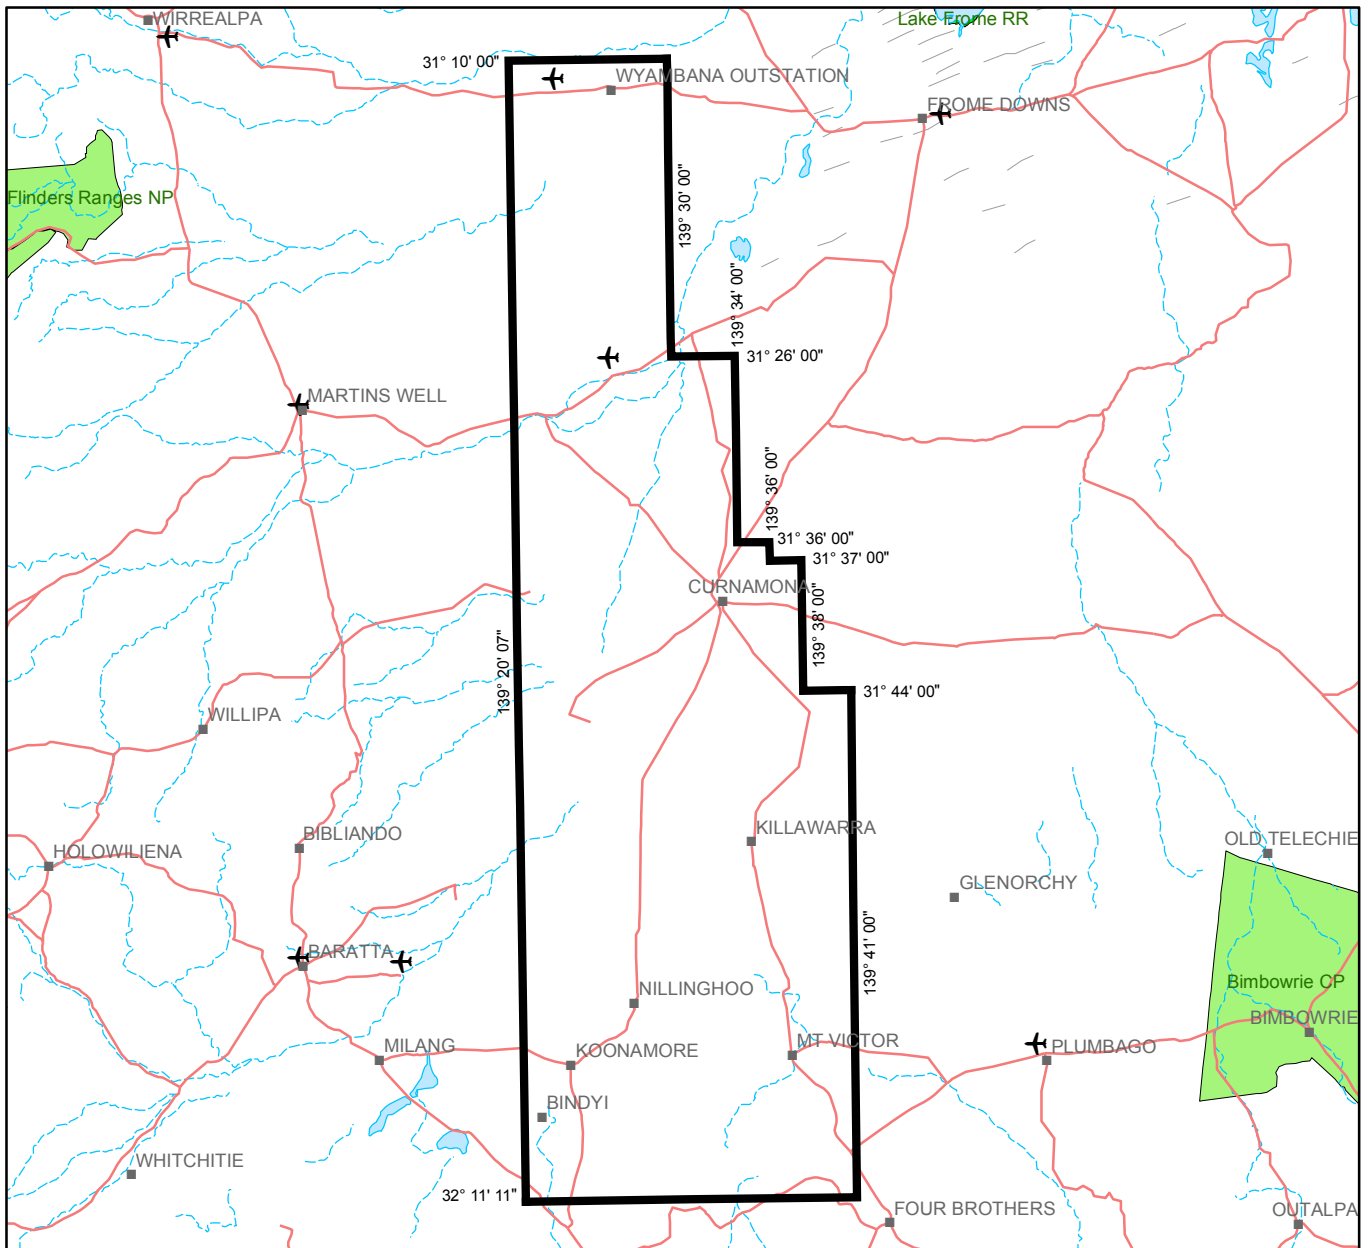 WIRREALPA
Lake Frome RR
31° 10' 00"
WYAMBANA OUTSTATION
FROME DOWNS
Flinders Ranges NP
139° 30' 00"
139° 34' 00"
31° 26' 00"
MARTINS WELL
139° 36' 00"
31° 36' 00"
31° 37' 00"
CURNAMONA
139° 38' 00"
139° 20' 07"
31° 44' 00"
WILLIPA
BIBLIANDO
KILLAWARRA
OLD TELECHIE
HOLOWILIENA
GLENORCHY
139° 41' 00"
BARATTA
Bimbowrie CP
NILLINGHOO
BIMBOWRIE
MILANG
KOONAMORE
MT VICTOR
PLUMBAGO
BINDYI
WHITCHITIE
32° 11' 11"
FOUR BROTHERS
OUTALPA